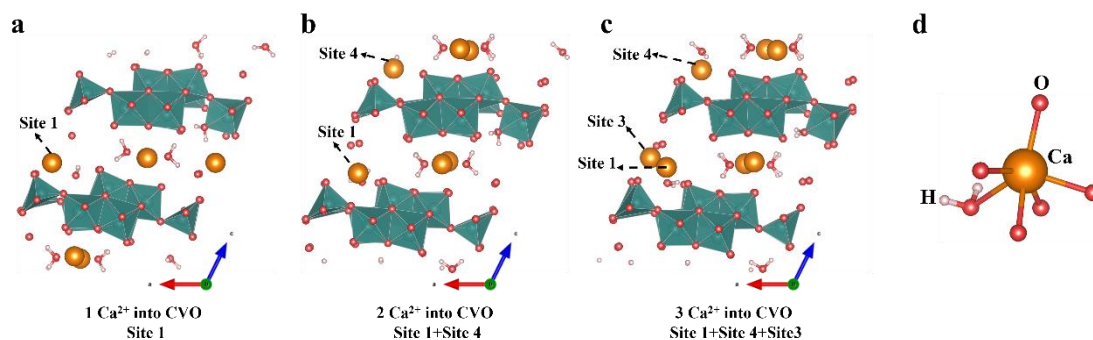 a
b
c
d
Site 4
Site 4
O
Site 1
Site 1
Site 3
Site 1
Ca
H
c
a
c
a
c
a
1 Ca²⁺ into CVO
Site 1
2 Ca²⁺ into CVO
Site 1+Site 4
3 Ca²⁺ into CVO
Site 1+Site 4+Site3